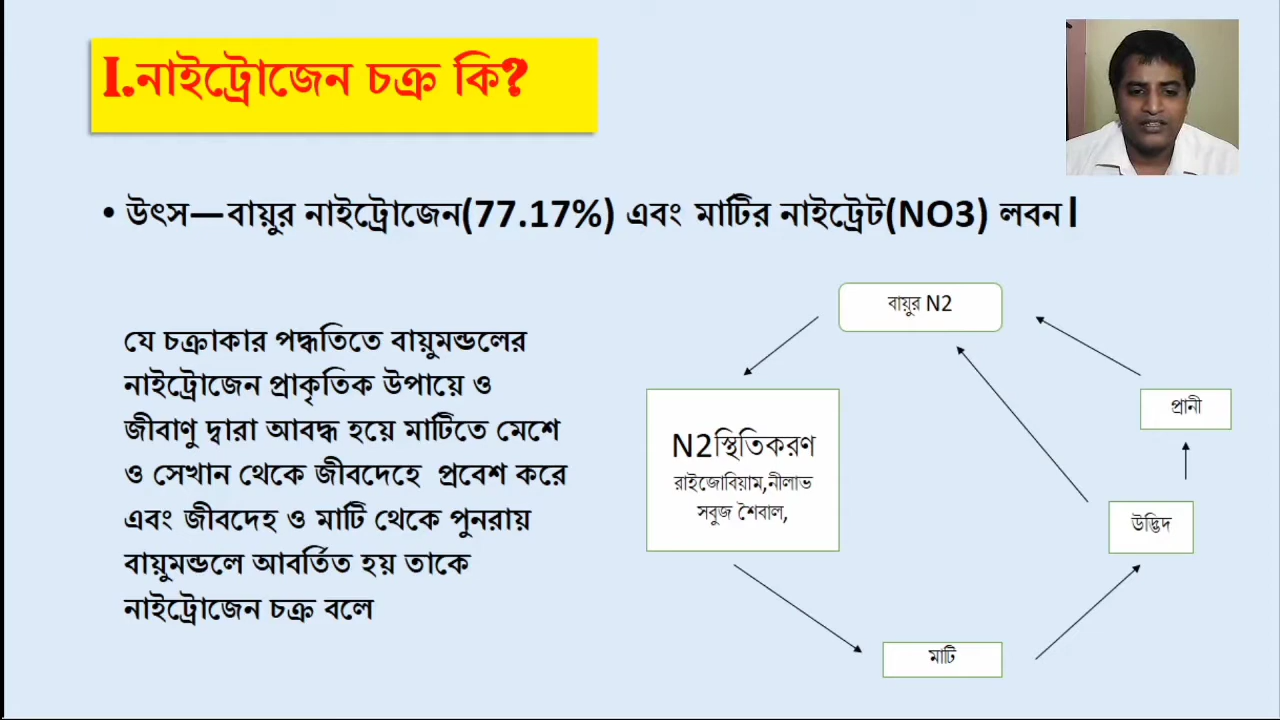 I.নাইট্রোজেন চক্র কি?
• উৎস—বায়ুর নাইট্রোজেন(77.17%) এবং মাটির নাইট্রেট(NO3) লবন।
যে চক্রাকার পদ্ধতিতে বায়ুমন্ডলের
নাইট্রোজেন প্রাকৃতিক উপায়ে ও
জীবাণু দ্বারা আবদ্ধ হয়ে মাটিতে মেশে
ও সেখান থেকে জীবদেহে প্রবেশ করে
এবং জীবদেহ ও মাটি থেকে পুনরায়
বায়ুমন্ডলে আবর্তিত হয় তাকে
নাইট্রোজেন চক্র বলে
বায়ুর N2
প্রানী
N2স্থিতিকরণ
রাইজোবিয়াম,নীলাভ
সবুজ শৈবাল,
উদ্ভিদ
মাটি